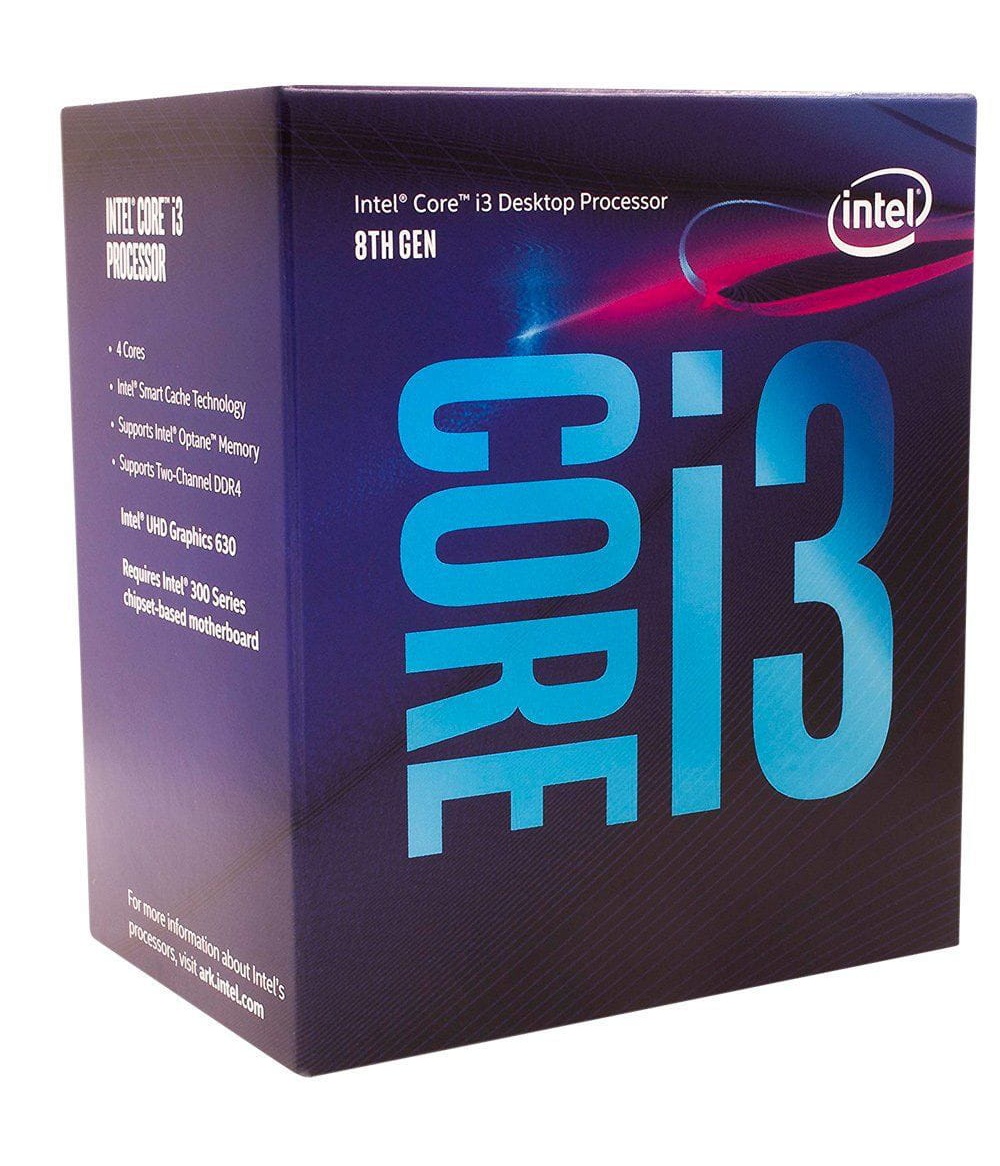 INTEL® CORE™ i3
PROCESSOR
• 4 Cores
• Intel® Smart Cache Technology
• Supports Intel® Optane™ Memory
• Supports Two-Channel DDR4
Intel® UHD Graphics 630
Requires Intel® 300 Series
chipset-based motherboard
For more information about Intel's
processors, visit ark.intel.com
Intel® Core™ i3 Desktop Processor
8TH GEN
intel®
CORE
i3